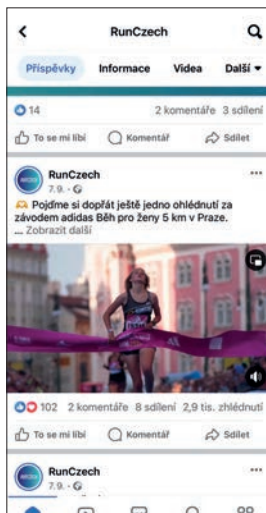 RunCzech
Příspěvky Informace Videa Další
14 2 komentáře 3 sdílení
To se mi líbí Komentář Sdílet
RunCzech
7.9.
Pojďme si dopřát ještě jedno ohlédnutí za
závodem adidas Běh pro ženy 5 km v Praze.
... Zobrazit další
102 2 komentáře 8 sdílení 2,9 tis. zhlédnutí
To se mi líbí Komentář Sdílet
RunCzech
7.9.